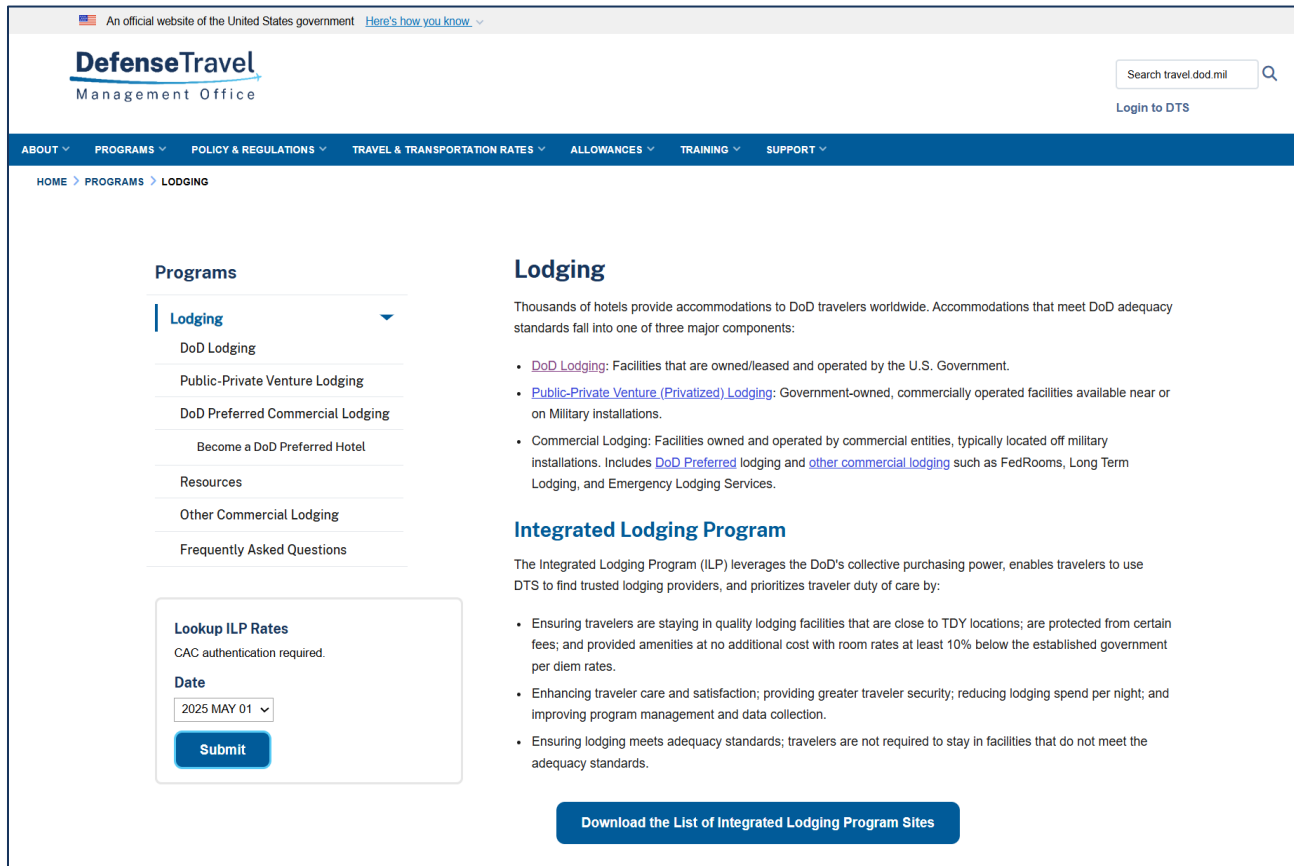 An official website of the United States government Here's how you know
DefenseTravel
Management Office
Search travel.dod.mil
Login to DTS
ABOUT PROGRAMS POLICY & REGULATIONS TRAVEL & TRANSPORTATION RATES ALLOWANCES TRAINING SUPPORT
HOME > PROGRAMS > LODGING
Programs
Lodging
DoD Lodging
Public-Private Venture Lodging
DoD Preferred Commercial Lodging
Become a DoD Preferred Hotel
Resources
Other Commercial Lodging
Frequently Asked Questions
Lookup ILP Rates
CAC authentication required.
Date
2025 MAY 01
Submit
Lodging
Thousands of hotels provide accommodations to DoD travelers worldwide. Accommodations that meet DoD adequacy
standards fall into one of three major components:
• DoD Lodging: Facilities that are owned/leased and operated by the U.S. Government.
• Public-Private Venture (Privatized) Lodging: Government-owned, commercially operated facilities available near or
on Military installations.
• Commercial Lodging: Facilities owned and operated by commercial entities, typically located off military
installations. Includes DoD Preferred lodging and other commercial lodging such as FedRooms, Long Term
Lodging, and Emergency Lodging Services.
Integrated Lodging Program
The Integrated Lodging Program (ILP) leverages the DoD's collective purchasing power, enables travelers to use
DTS to find trusted lodging providers, and prioritizes traveler duty of care by:
• Ensuring travelers are staying in quality lodging facilities that are close to TDY locations; are protected from certain
fees; and provided amenities at no additional cost with room rates at least 10% below the established government
per diem rates.
• Enhancing traveler care and satisfaction; providing greater traveler security; reducing lodging spend per night; and
improving program management and data collection.
• Ensuring lodging meets adequacy standards; travelers are not required to stay in facilities that do not meet the
adequacy standards.
Download the List of Integrated Lodging Program Sites